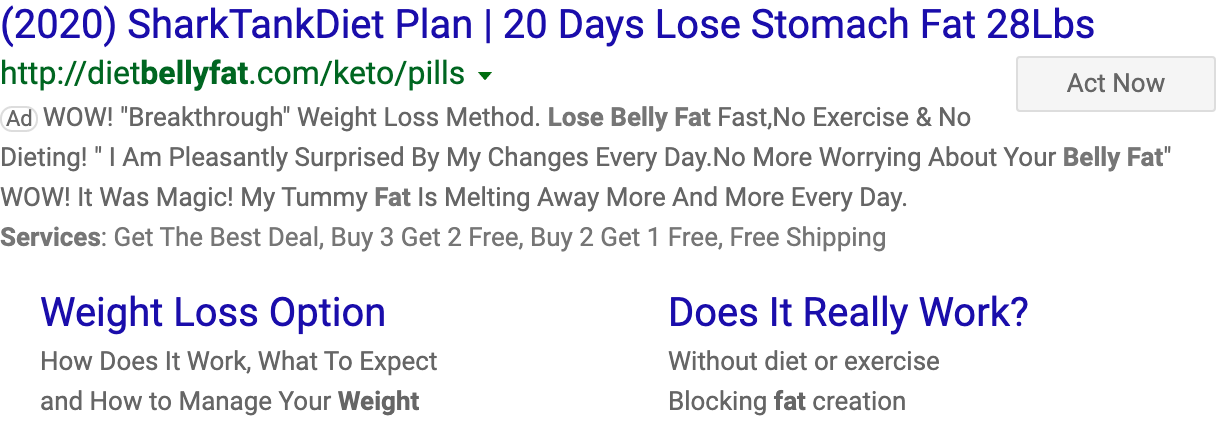 (2020) SharkTankDiet Plan | 20 Days Lose Stomach Fat 28Lbs
http://dietbellyfat.com/keto/pills
Act Now
Ad WOW! "Breakthrough" Weight Loss Method. Lose Belly Fat Fast,No Exercise & No
Dieting! " I Am Pleasantly Surprised By My Changes Every Day.No More Worrying About Your Belly Fat"
WOW! It Was Magic! My Tummy Fat Is Melting Away More And More Every Day.
Services: Get The Best Deal, Buy 3 Get 2 Free, Buy 2 Get 1 Free, Free Shipping
Weight Loss Option
How Does It Work, What To Expect
and How to Manage Your Weight
Does It Really Work?
Without diet or exercise
Blocking fat creation